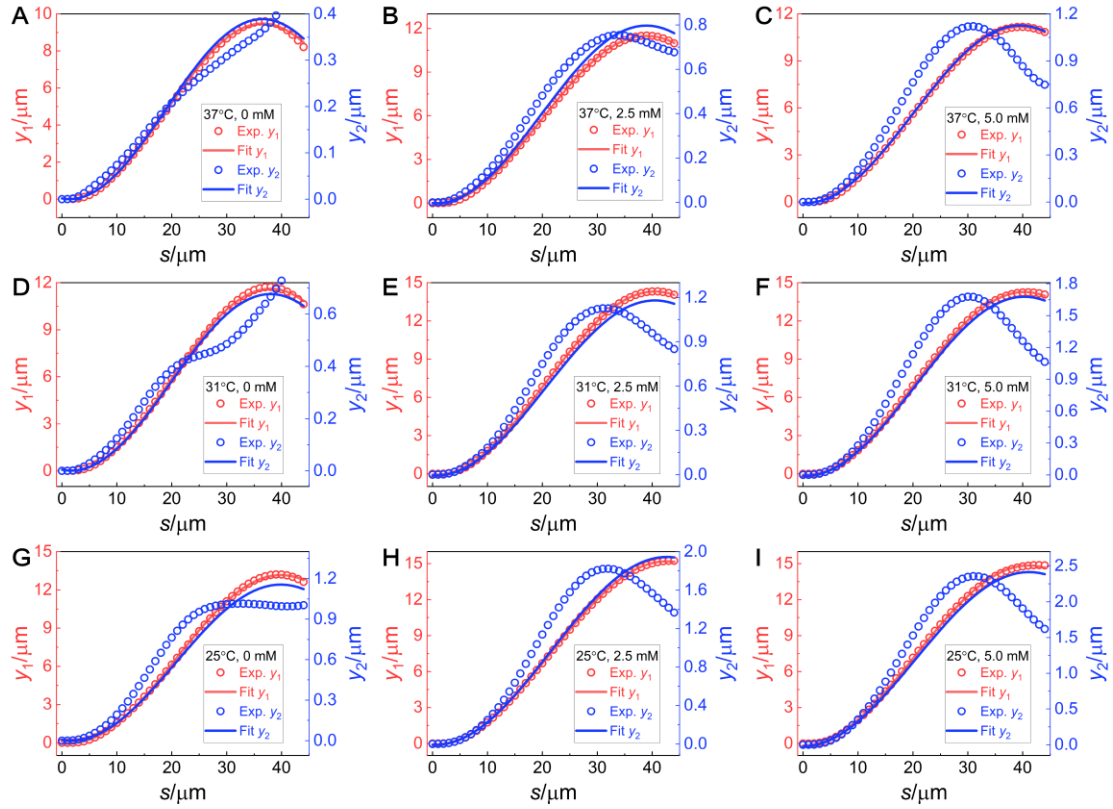 A
10
8
6
4
2
0
y₁/μm
0.4
0.3
0.2
0.1
0.0
y₂/μm
37°C, 0 mM
Exp. y₁
Fit y₁
Exp. y₂
Fit y₂
0 10 20 30 40
s/μm
B
12
9
6
3
0
y₁/μm
0.8
0.6
0.4
0.2
0.0
y₂/μm
37°C, 2.5 mM
Exp. y₁
Fit y₁
Exp. y₂
Fit y₂
0 10 20 30 40
s/μm
C
12
9
6
3
0
y₁/μm
1.2
0.9
0.6
0.3
0.0
y₂/μm
37°C, 5.0 mM
Exp. y₁
Fit y₁
Exp. y₂
Fit y₂
0 10 20 30 40
s/μm
D
12
9
6
3
0
y₁/μm
0.6
0.4
0.2
0.0
y₂/μm
31°C, 0 mM
Exp. y₁
Fit y₁
Exp. y₂
Fit y₂
0 10 20 30 40
s/μm
E
15
12
9
6
3
0
y₁/μm
1.2
0.9
0.6
0.3
0.0
y₂/μm
31°C, 2.5 mM
Exp. y₁
Fit y₁
Exp. y₂
Fit y₂
0 10 20 30 40
s/μm
F
15
12
9
6
3
0
y₁/μm
1.8
1.5
1.2
0.9
0.6
0.3
0.0
y₂/μm
31°C, 5.0 mM
Exp. y₁
Fit y₁
Exp. y₂
Fit y₂
0 10 20 30 40
s/μm
G
15
12
9
6
3
0
y₁/μm
1.2
0.9
0.6
0.3
0.0
y₂/μm
25°C, 0 mM
Exp. y₁
Fit y₁
Exp. y₂
Fit y₂
0 10 20 30 40
s/μm
H
15
12
9
6
3
0
y₁/μm
2.0
1.5
1.0
0.5
0.0
y₂/μm
25°C, 2.5 mM
Exp. y₁
Fit y₁
Exp. y₂
Fit y₂
0 10 20 30 40
s/μm
I
15
12
9
6
3
0
y₁/μm
2.5
2.0
1.5
1.0
0.5
0.0
y₂/μm
25°C, 5.0 mM
Exp. y₁
Fit y₁
Exp. y₂
Fit y₂
0 10 20 30 40
s/μm